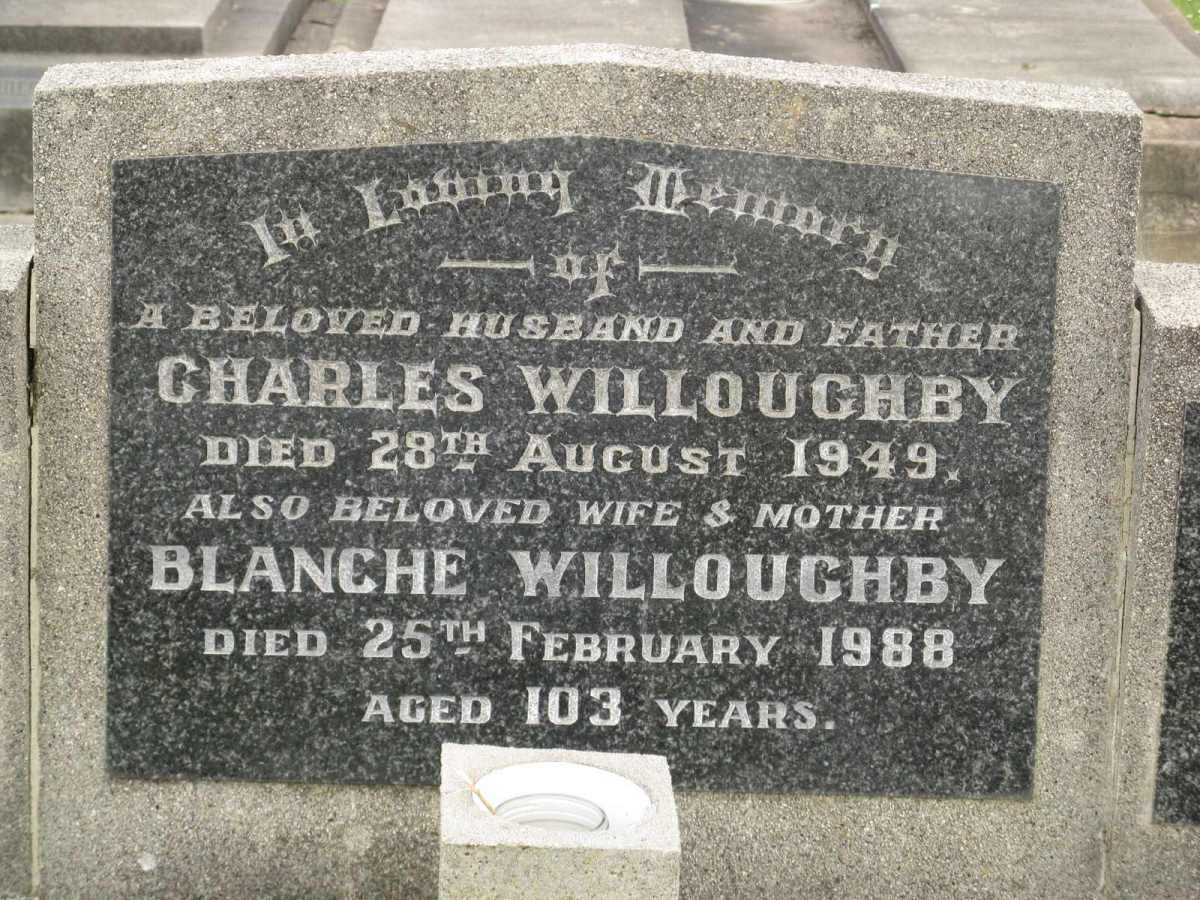 In Loving Memory
— of —
A BELOVED HUSBAND AND FATHER
CHARLES WILLOUGHBY
DIED 28TH AUGUST 1949.
ALSO BELOVED WIFE & MOTHER
BLANCHE WILLOUGHBY
DIED 25TH FEBRUARY 1988
AGED 103 YEARS.